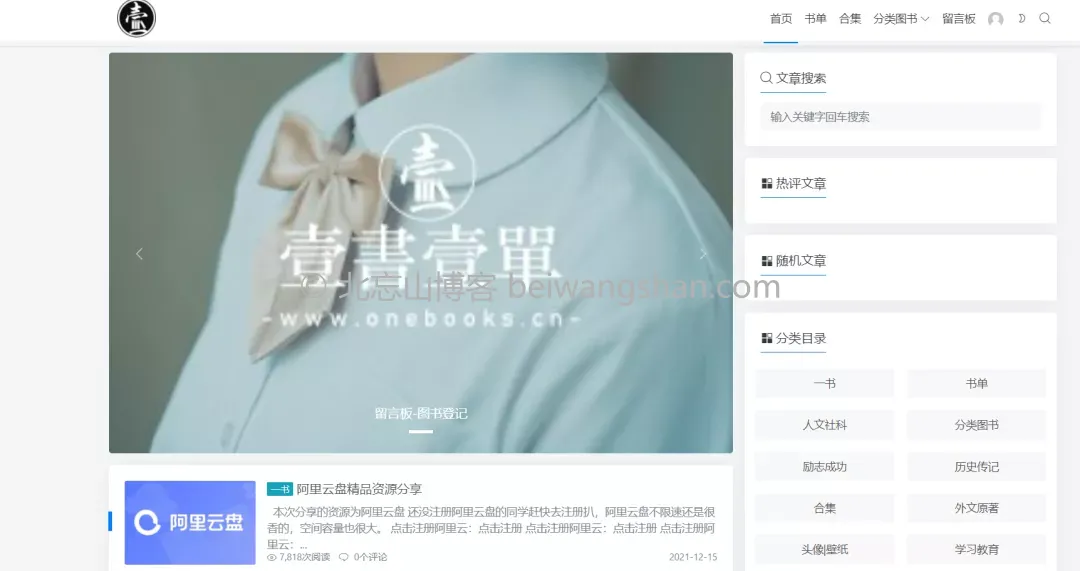 壹
首页 书单 合集 分类图书 留言板
文章搜索
输入关键字回车搜索
热评文章
随机文章
分类目录
一书 书单
人文社科 分类图书
励志成功 历史传记
合集 外文原著
头像|壁纸 学习教育
壹
壹書壹單
-www.onebooks.cn-
© 北忘山博客 beiwangshan.com
留言板-图书登记
阿里云盘
一书 阿里云盘精品资源分享
本次分享的资源为阿里云盘 还没注册阿里云盘的同学赶快去注册扒，阿里云盘不限速还是很
香的，空间容量也很大。 点击注册阿里云：点击注册 点击注册阿里云：点击注册 点击注册阿
里云：...
7,818次阅读 0个评论 2021-12-15